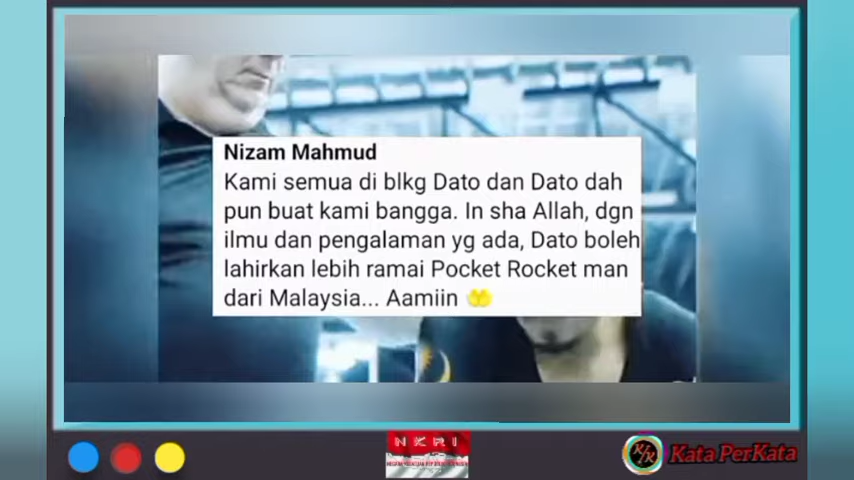 Nizam Mahmud
Kami semua di blkg Dato dan Dato dah
pun buat kami bangga. In sha Allah, dgn
ilmu dan pengalaman yg ada, Dato boleh
lahirkan lebih ramai Pocket Rocket man
dari Malaysia... Aamiin 🤲
NKRI
Kata PerKata